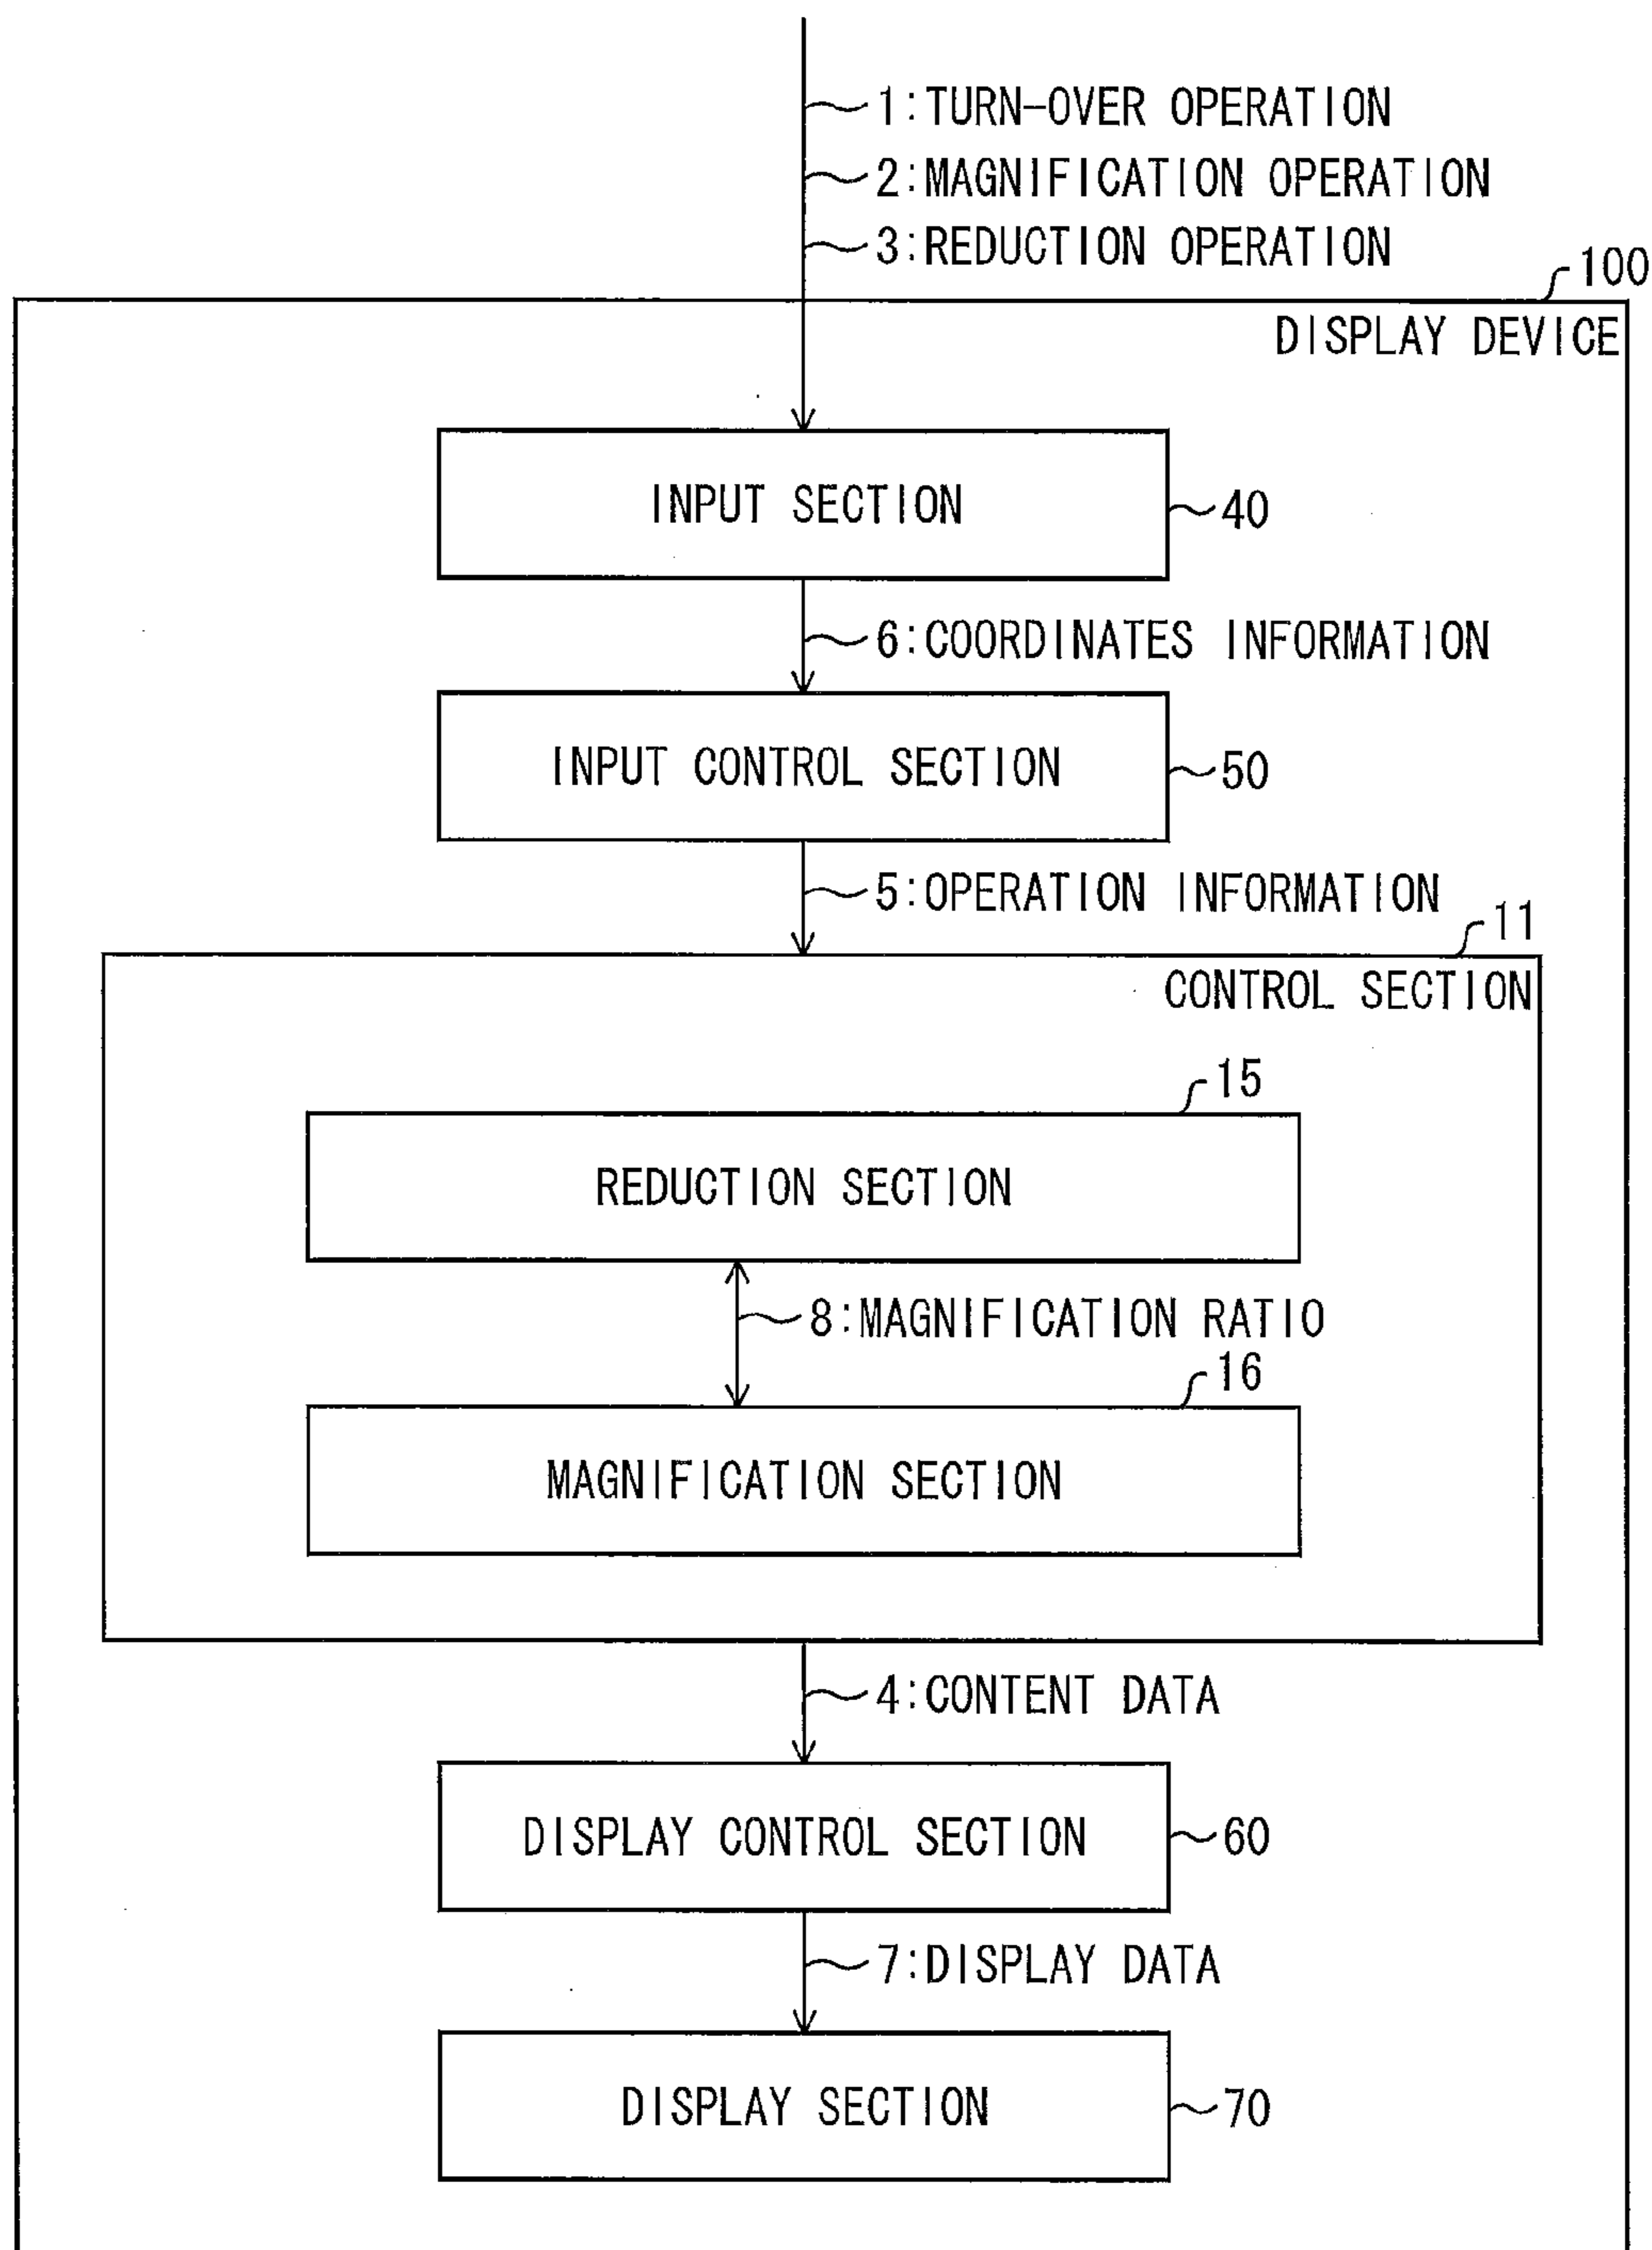 1:TURN-OVER OPERATION
2:MAGNIFICATION OPERATION
3:REDUCTION OPERATION
100
DISPLAY DEVICE
INPUT SECTION
40
6:COORDINATES INFORMATION
INPUT CONTROL SECTION
50
5:OPERATION INFORMATION
11
CONTROL SECTION
15
REDUCTION SECTION
8:MAGNIFICATION RATIO
16
MAGNIFICATION SECTION
4:CONTENT DATA
DISPLAY CONTROL SECTION
60
7:DISPLAY DATA
DISPLAY SECTION
70